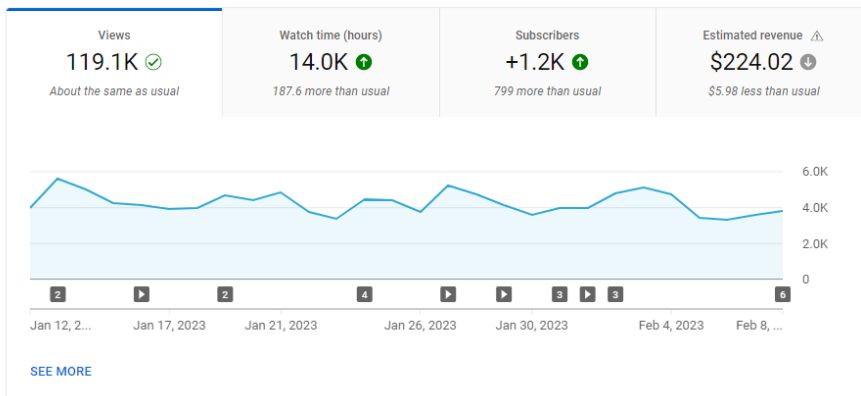 Views
119.1K
About the same as usual
Watch time (hours)
14.0K
187.6 more than usual
Subscribers
+1.2K
799 more than usual
Estimated revenue
$224.02
$5.98 less than usual
6.0K
4.0K
2.0K
0
2 2 4 3 3 6
Jan 12, 2... Jan 17, 2023 Jan 21, 2023 Jan 26, 2023 Jan 30, 2023 Feb 4, 2023 Feb 8, ...
SEE MORE